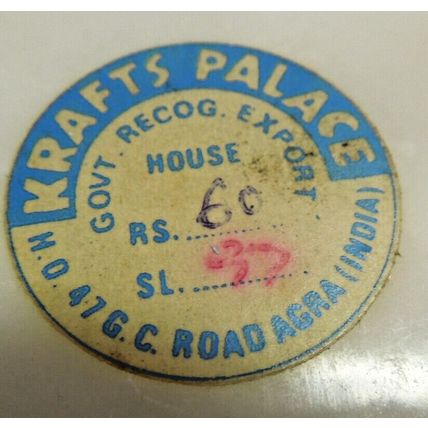 KRAFTS PALACE
GOVT. RECOG. EXPORT
HOUSE
RS. 60
SL. 37
H.O. 47 G.C. ROAD AGRA (INDIA)